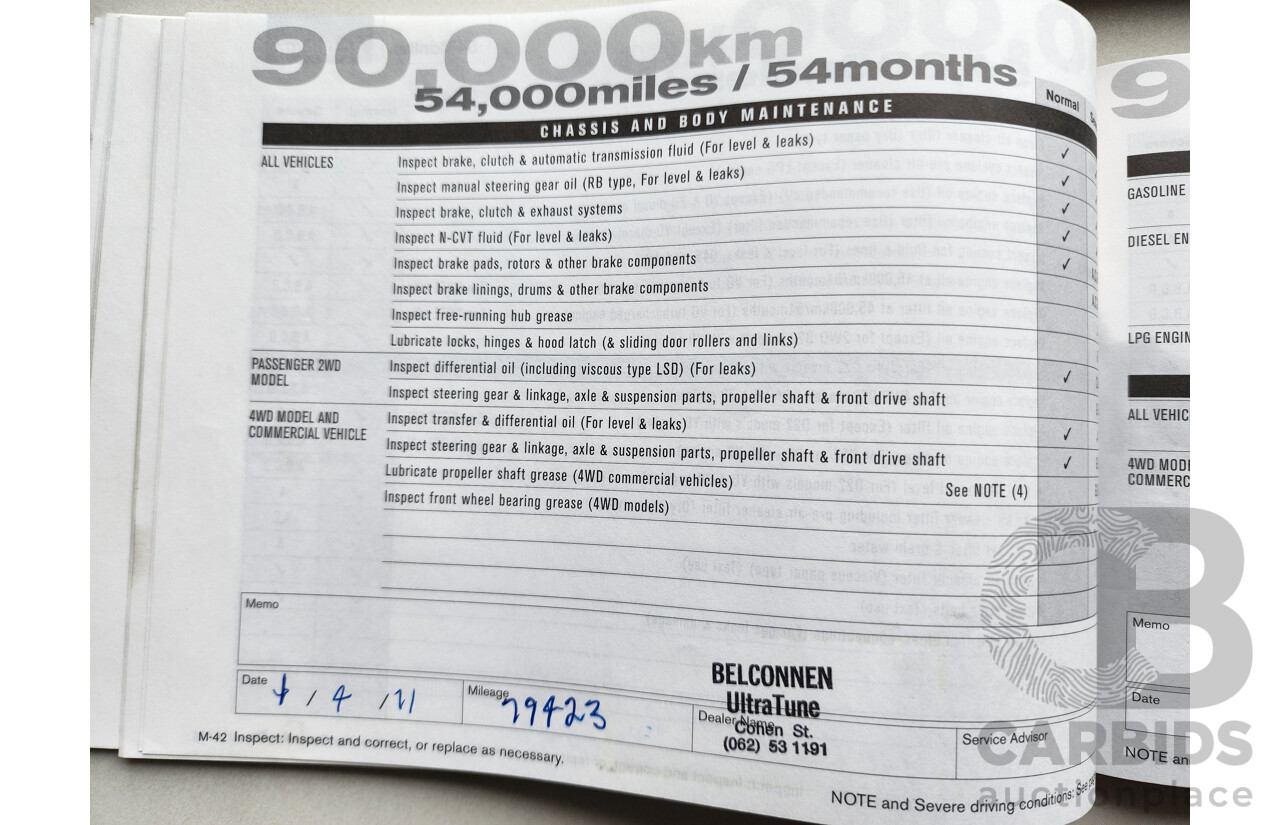 90,000km
54,000miles / 54months
Normal
CHASSIS AND BODY MAINTENANCE
ALL VEHICLES
Inspect brake, clutch & automatic transmission fluid (For level & leaks) ✓
Inspect manual steering gear oil (RB type, For level & leaks) ✓
Inspect brake, clutch & exhaust systems ✓
Inspect N-CVT fluid (For level & leaks) ✓
Inspect brake pads, rotors & other brake components ✓
Inspect brake linings, drums & other brake components
Inspect free-running hub grease
Lubricate locks, hinges & hood latch (& sliding door rollers and links)
PASSENGER 2WD
MODEL
Inspect differential oil (including viscous type LSD) (For leaks) ✓
Inspect steering gear & linkage, axle & suspension parts, propeller shaft & front drive shaft
4WD MODEL AND
COMMERCIAL VEHICLE
Inspect transfer & differential oil (For level & leaks) ✓
Inspect steering gear & linkage, axle & suspension parts, propeller shaft & front drive shaft ✓
Lubricate propeller shaft grease (4WD commercial vehicles) See NOTE (4)
Inspect front wheel bearing grease (4WD models)
Memo
Date / 4 /
Mileage 79423
BELCONNEN
UltraTune
Dealer Name
Cohen St.
(062) 53 1191
Service Advisor
M-42 Inspect: Inspect and correct, or replace as necessary.
NOTE and Severe driving conditions: See
9
GASOLINE
DIESEL EN
LPG ENGIN
ALL VEHIC
4WD MODE
COMMERC
Memo
Date
NOTE an
CB
CARBIDS
auctionplace